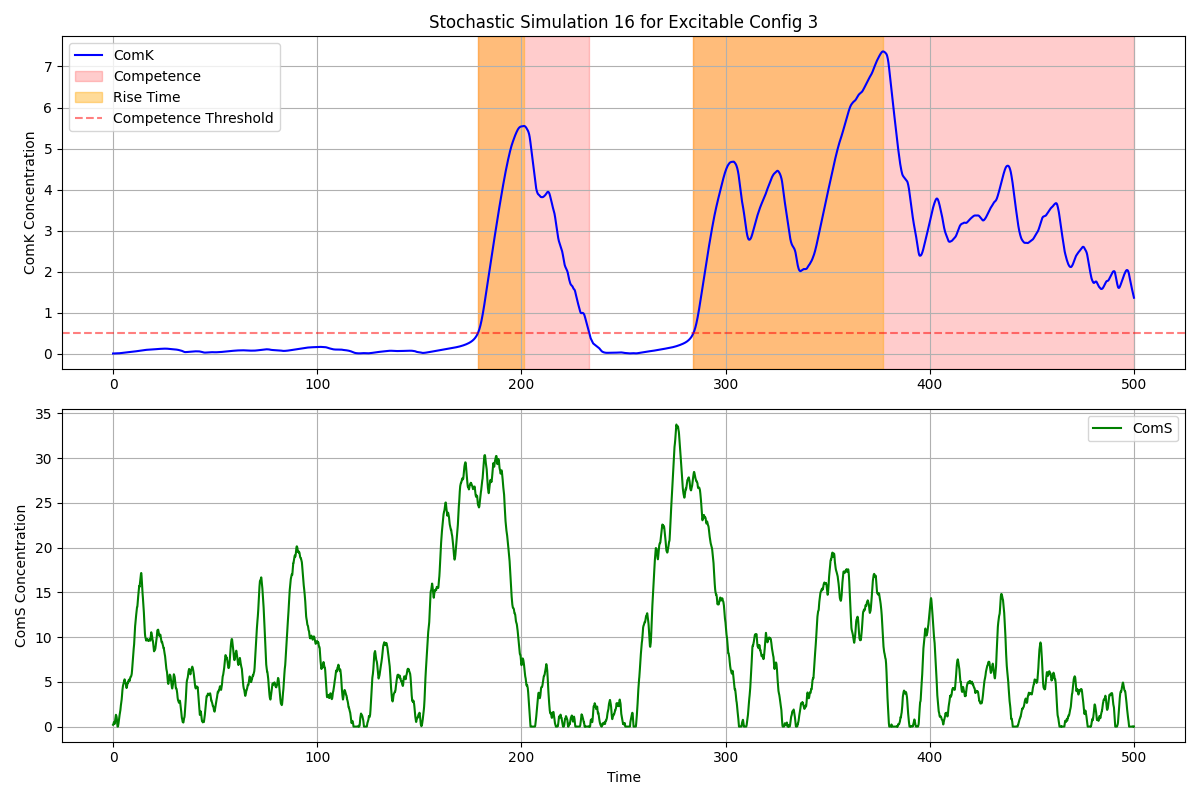 Stochastic Simulation 16 for Excitable Config 3
ComK
Competence
Rise Time
Competence Threshold
ComK Concentration
7
6
5
4
3
2
1
0
0 100 200 300 400 500
ComS
ComS Concentration
35
30
25
20
15
10
5
0
0 100 200 300 400 500
Time